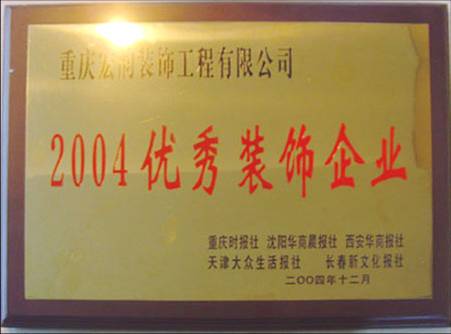 重庆宏 装饰工程有限公司
2004优秀装饰企业
重庆时报社 沈阳华商晨报社 西安华商报社
天津大众生活报社 长春新文化报社
二〇〇四年十二月